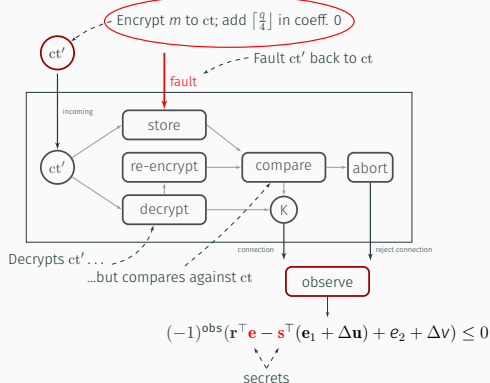 Encrypt m to ct; add ⌈q/4⌋ in coeff. 0
ct′
Fault ct′ back to ct
fault
incoming
store
ct′
re-encrypt
compare
abort
decrypt
K
Decrypts ct′ ...
...but compares against ct
connection
reject connection
observe
(−1)^obs(r^⊤e − s^⊤(e₁ + Δu) + e₂ + Δv) ≤ 0
secrets